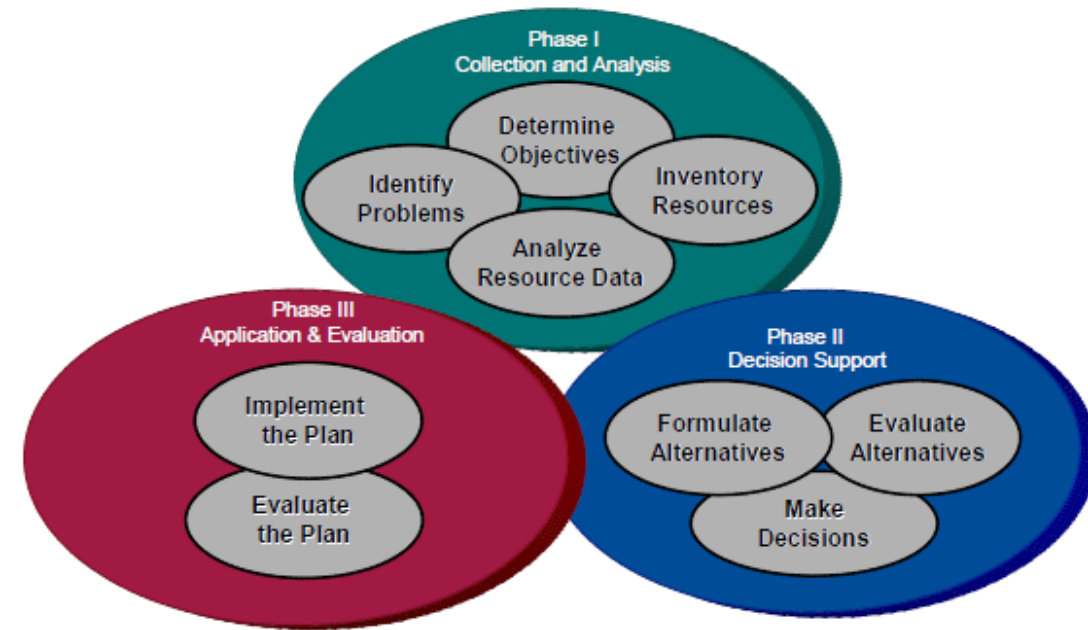 Phase I
Collection and Analysis
Determine
Objectives
Identify
Problems
Inventory
Resources
Analyze
Resource Data
Phase III
Application & Evaluation
Implement
the Plan
Evaluate
the Plan
Phase II
Decision Support
Formulate
Alternatives
Evaluate
Alternatives
Make
Decisions